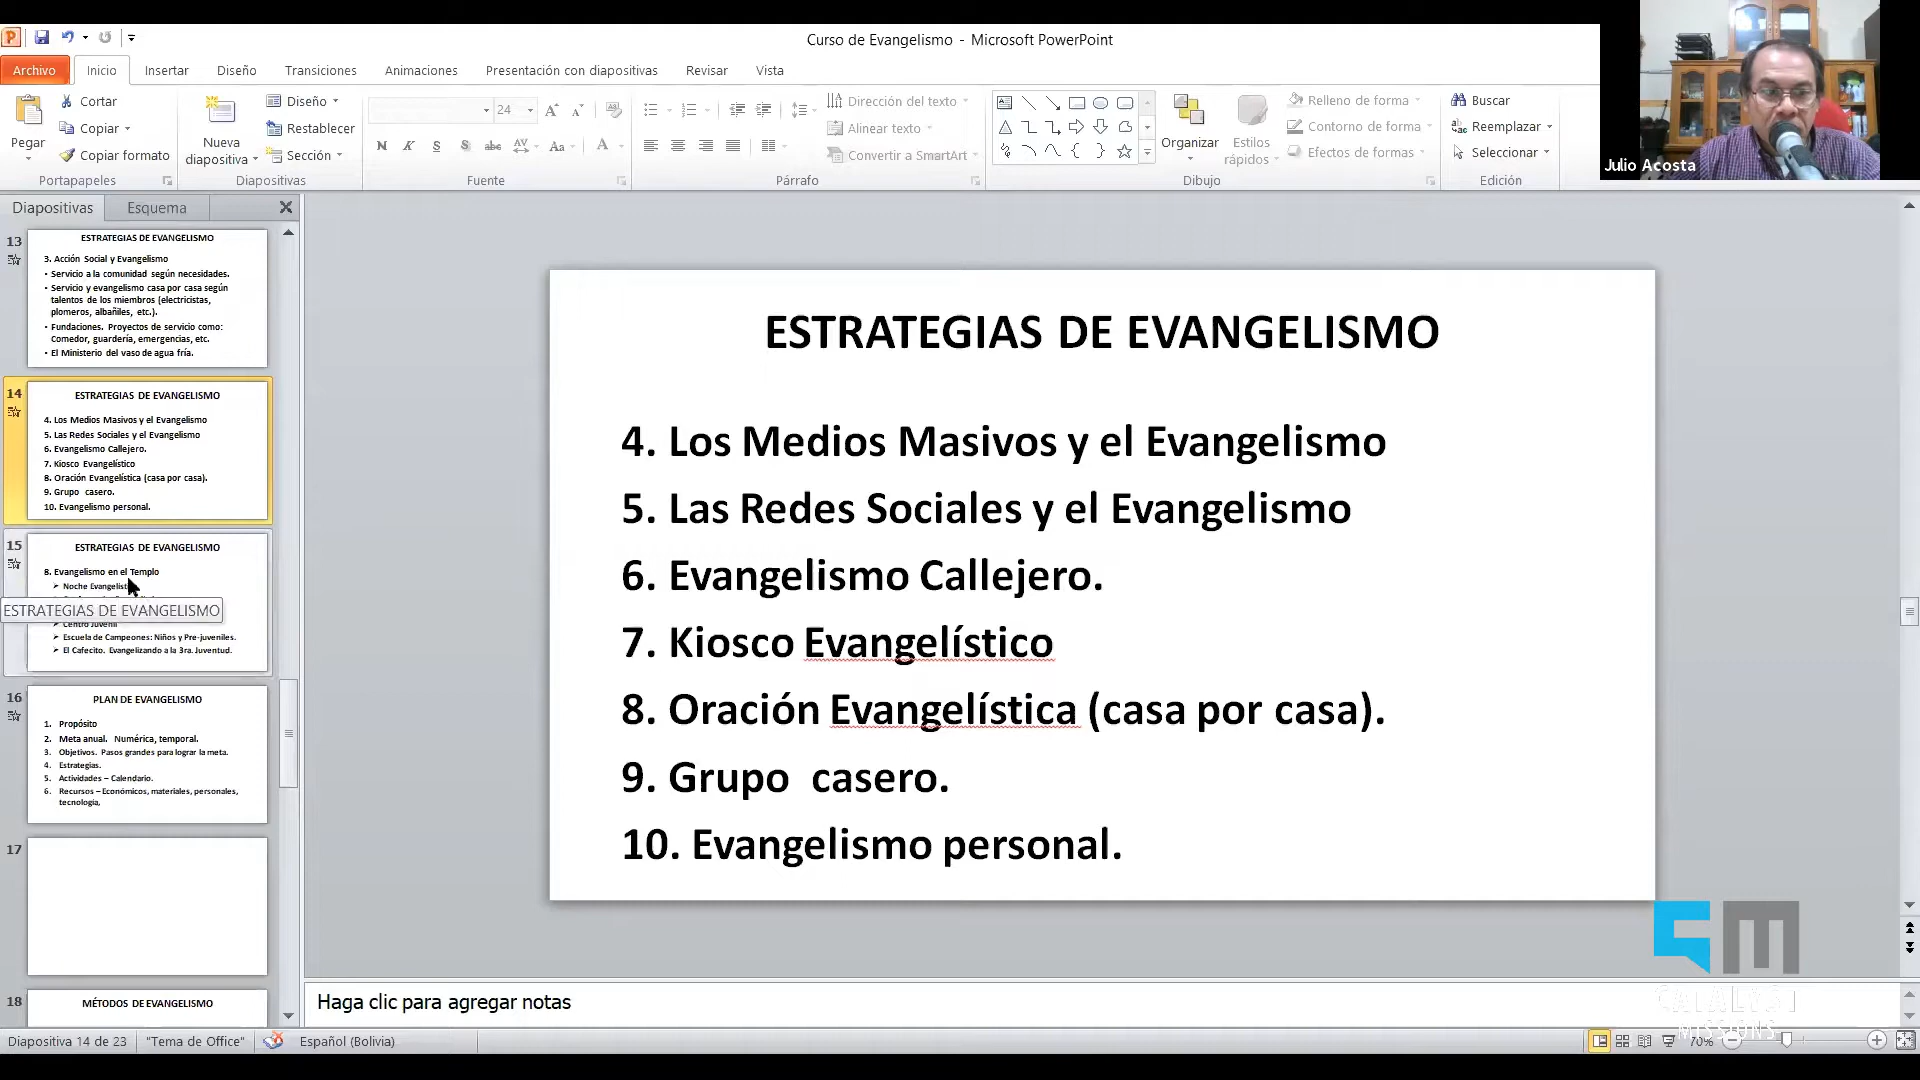 Curso de Evangelismo - Microsoft PowerPoint
Archivo
Inicio
Insertar
Diseño
Transiciones
Animaciones
Presentación con diapositivas
Revisar
Vista
Pegar
Cortar
Copiar
Copiar formato
Portapapeles
Nueva
diapositiva
Diseño
Restablecer
Sección
Diapositivas
24
N K S S abc AV Aa A
Fuente
Dirección del texto
Alinear texto
Convertir a SmartArt
Párrafo
Organizar
Estilos
rápidos
Relleno de forma
Contorno de forma
Efectos de formas
Dibujo
Buscar
Reemplazar
Seleccionar
Edición
Julio Acosta
Diapositivas
Esquema
13
ESTRATEGIAS DE EVANGELISMO
3. Acción Social y Evangelismo
• Servicio a la comunidad según necesidades.
• Servicio y evangelismo casa por casa según
talentos de los miembros (electricistas,
plomeros, albañiles, etc.).
• Fundaciones. Proyectos de servicio como:
Comedor, guardería, emergencias, etc.
• El Ministerio del vaso de agua fría.
14
ESTRATEGIAS DE EVANGELISMO
4. Los Medios Masivos y el Evangelismo
5. Las Redes Sociales y el Evangelismo
6. Evangelismo Callejero.
7. Kiosco Evangelístico
8. Oración Evangelística (casa por casa).
9. Grupo casero.
10. Evangelismo personal.
15
ESTRATEGIAS DE EVANGELISMO
8. Evangelismo en el Templo
Noche
ESTRATEGIAS DE EVANGELISMO
Centro Juvenil
Escuela de Campeones: Niños y Pre-juveniles.
El Cafecito. Evangelizando a la 3ra. Juventud.
16
PLAN DE EVANGELISMO
1. Propósito
2. Meta anual. Numérica, temporal.
3. Objetivos. Pasos grandes para lograr la meta.
4. Estrategias.
5. Actividades – Calendario.
6. Recursos – Económicos, materiales, personales,
tecnología,
17
18
MÉTODOS DE EVANGELISMO
ESTRATEGIAS DE EVANGELISMO
4. Los Medios Masivos y el Evangelismo
5. Las Redes Sociales y el Evangelismo
6. Evangelismo Callejero.
7. Kiosco Evangelístico
8. Oración Evangelística (casa por casa).
9. Grupo  casero.
10. Evangelismo personal.
CATALYST
MISSIONS
Haga clic para agregar notas
Diapositiva 14 de 23
"Tema de Office"
Español (Bolivia)
70%